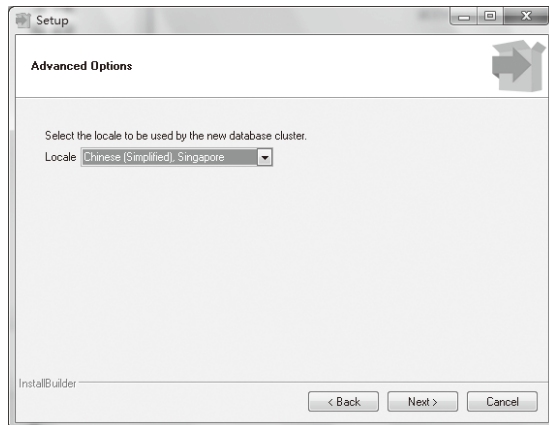 Setup
Advanced Options
Select the locale to be used by the new database cluster.
Locale Chinese (Simplified), Singapore
InstallBuilder
< Back Next > Cancel